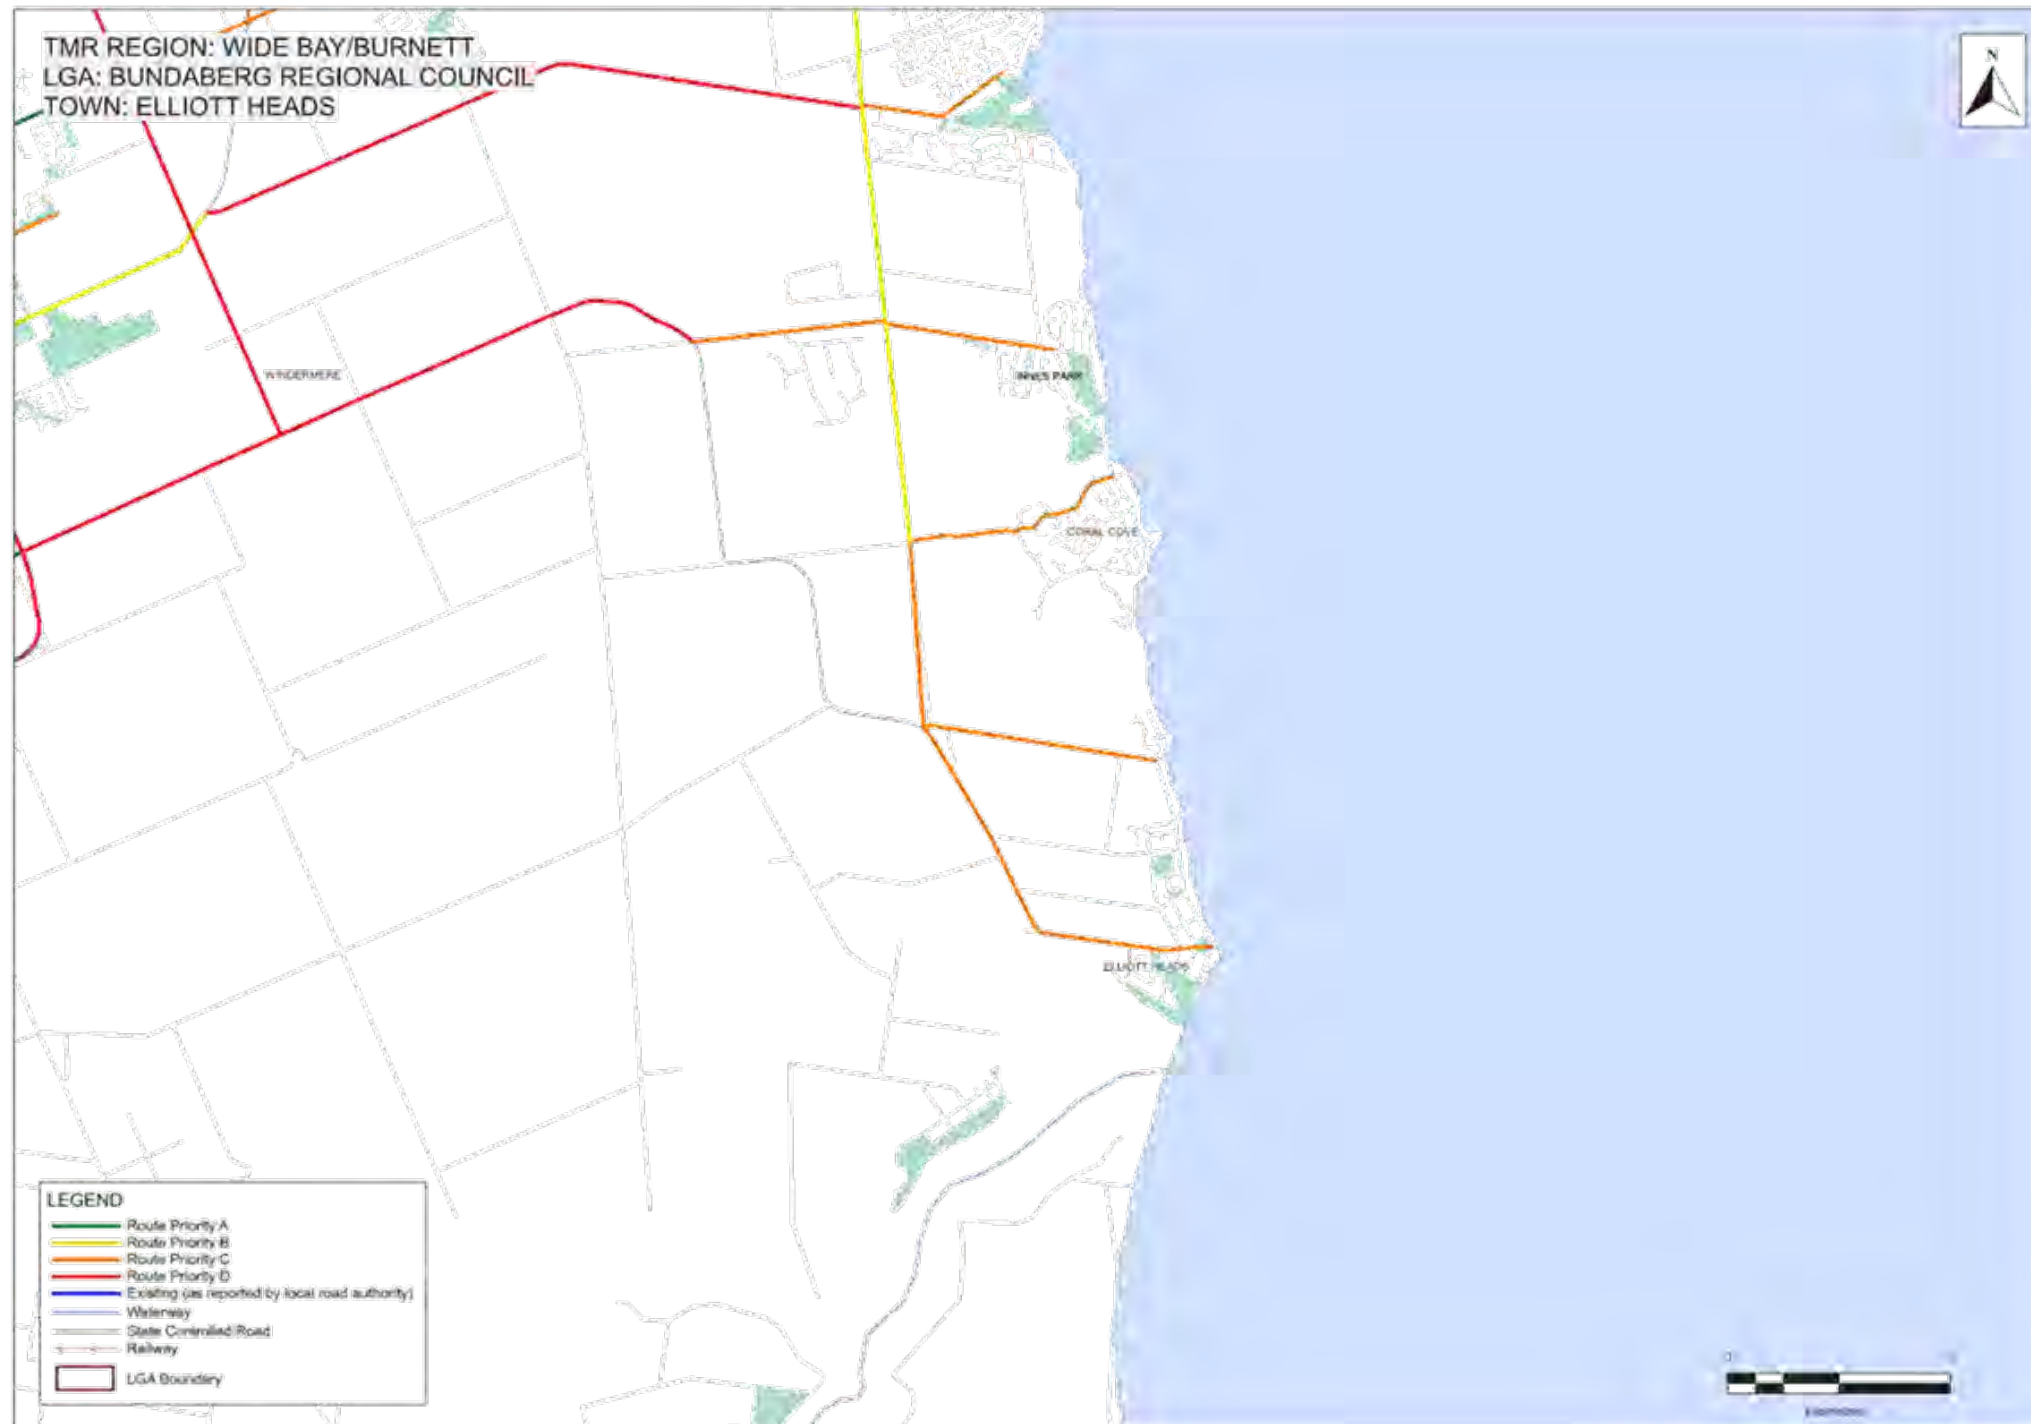 TMR REGION: WIDE BAY/BURNETT
LGA: BUNDABERG REGIONAL COUNCIL
TOWN: ELLIOTT HEADS
N
WINDERMERE
INNES PARK
CORAL COVE
ELLIOTT HEADS
LEGEND
Route Priority A
Route Priority B
Route Priority C
Route Priority D
Existing (as reported by local road authority)
Waterway
State Controlled Road
Railway
LGA Boundary